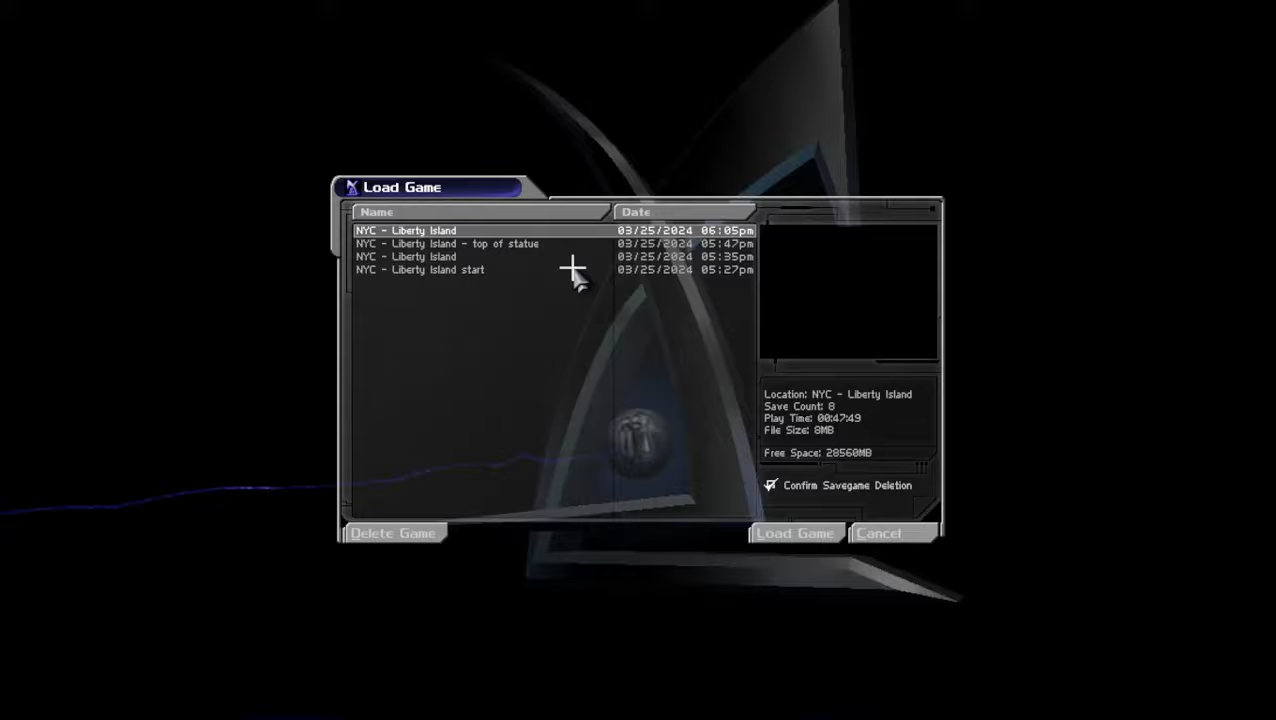 Load Game
Name Date
NYC - Liberty Island 03/25/2024 06:05pm
NYC - Liberty Island - top of statue 03/25/2024 05:47pm
NYC - Liberty Island 03/25/2024 05:35pm
NYC - Liberty Island start 03/25/2024 05:27pm
Location: NYC - Liberty Island
Save Count: 8
Play Time: 00:47:49
File Size: 8MB
Free Space: 28560MB
Confirm Savegame Deletion
Delete Game Load Game Cancel